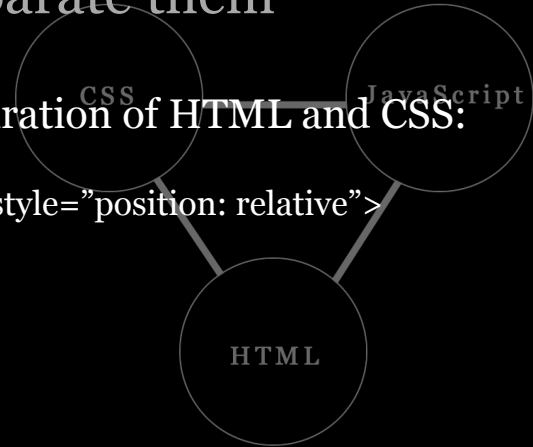 parate them
CSS
JavaScript
ration of HTML and CSS:
style=”position: relative”>
HTML